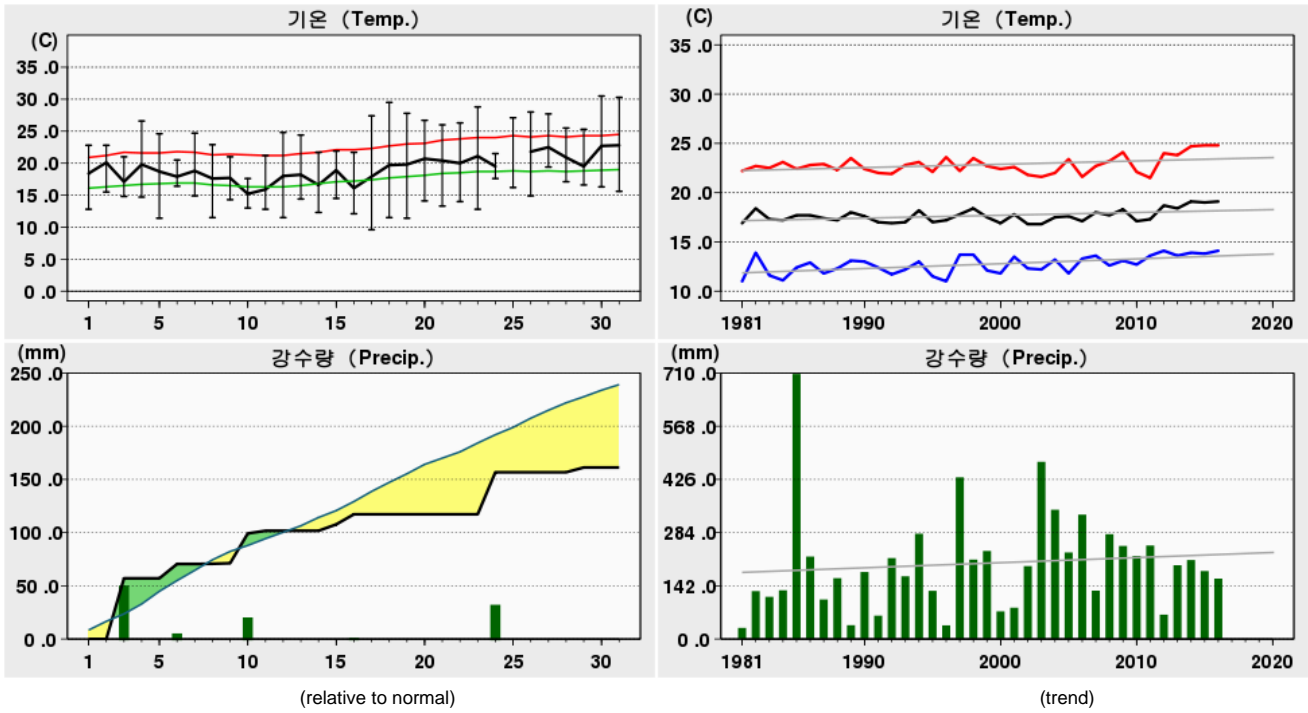 기온 (Temp.)
(C)
35 .0
30 .0
25 .0
20 .0
15 .0
10 .0
5 .0
0 .0
1 5 10 15 20 25 30
기온 (Temp.)
(C)
35 .0
30 .0
25 .0
20 .0
15 .0
10 .0
1981 1990 2000 2010 2020
강수량 (Precip.)
(mm)
250 .0
200 .0
150 .0
100 .0
50 .0
0 .0
1 5 10 15 20 25 30
(relative to normal)
강수량 (Precip.)
(mm)
710 .0
568 .0
426 .0
284 .0
142 .0
0 .0
1981 1990 2000 2010 2020
(trend)